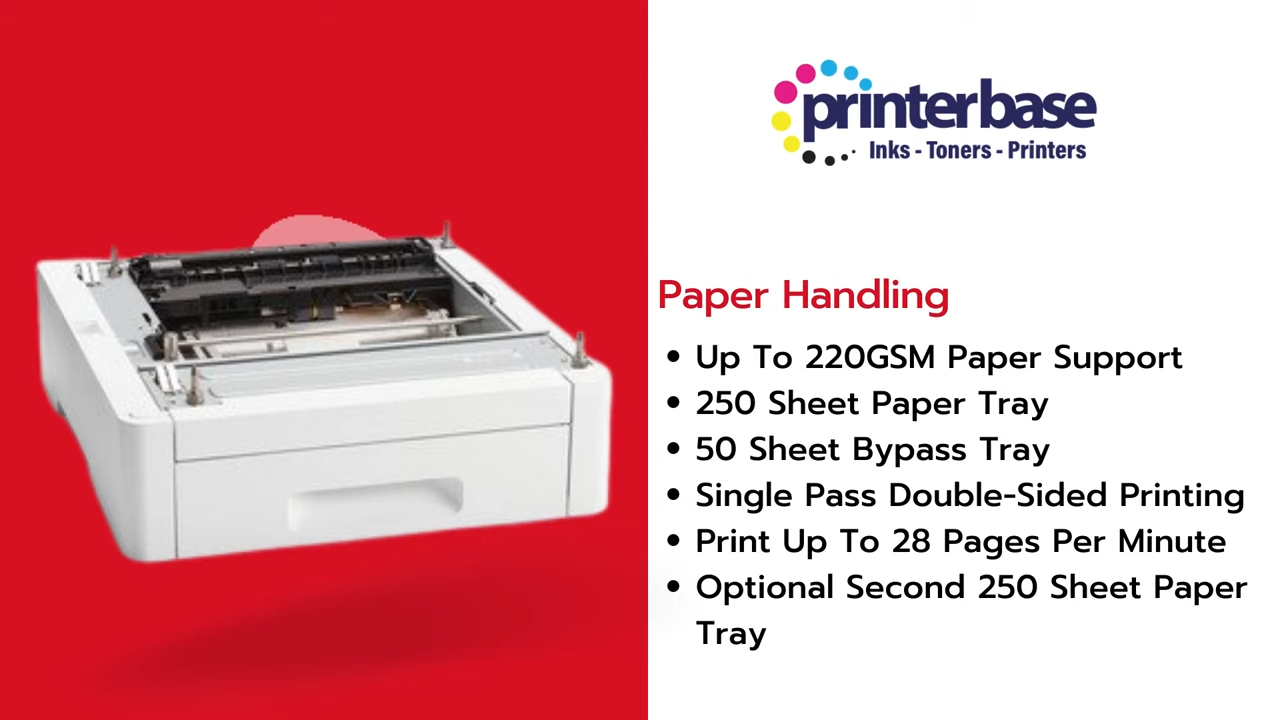 printerbase
Inks - Toners - Printers
Paper Handling
• Up To 220GSM Paper Support
• 250 Sheet Paper Tray
• 50 Sheet Bypass Tray
• Single Pass Double-Sided Printing
• Print Up To 28 Pages Per Minute
• Optional Second 250 Sheet Paper
Tray